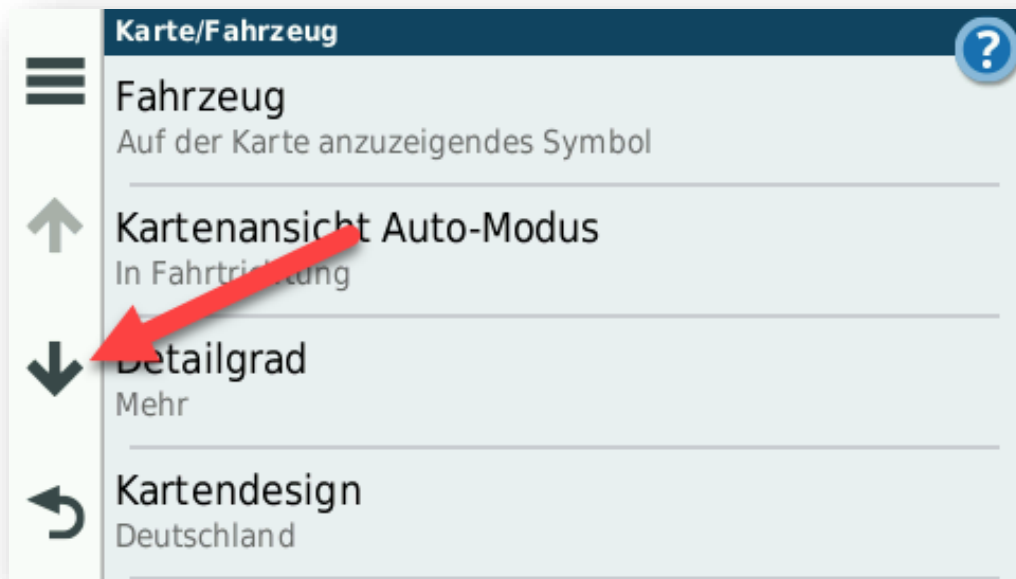 Karte/Fahrzeug
?
Fahrzeug
Auf der Karte anzuzeigendes Symbol
Kartenansicht Auto-Modus
In Fahrtrichtung
Detailgrad
Mehr
Kartendesign
Deutschland